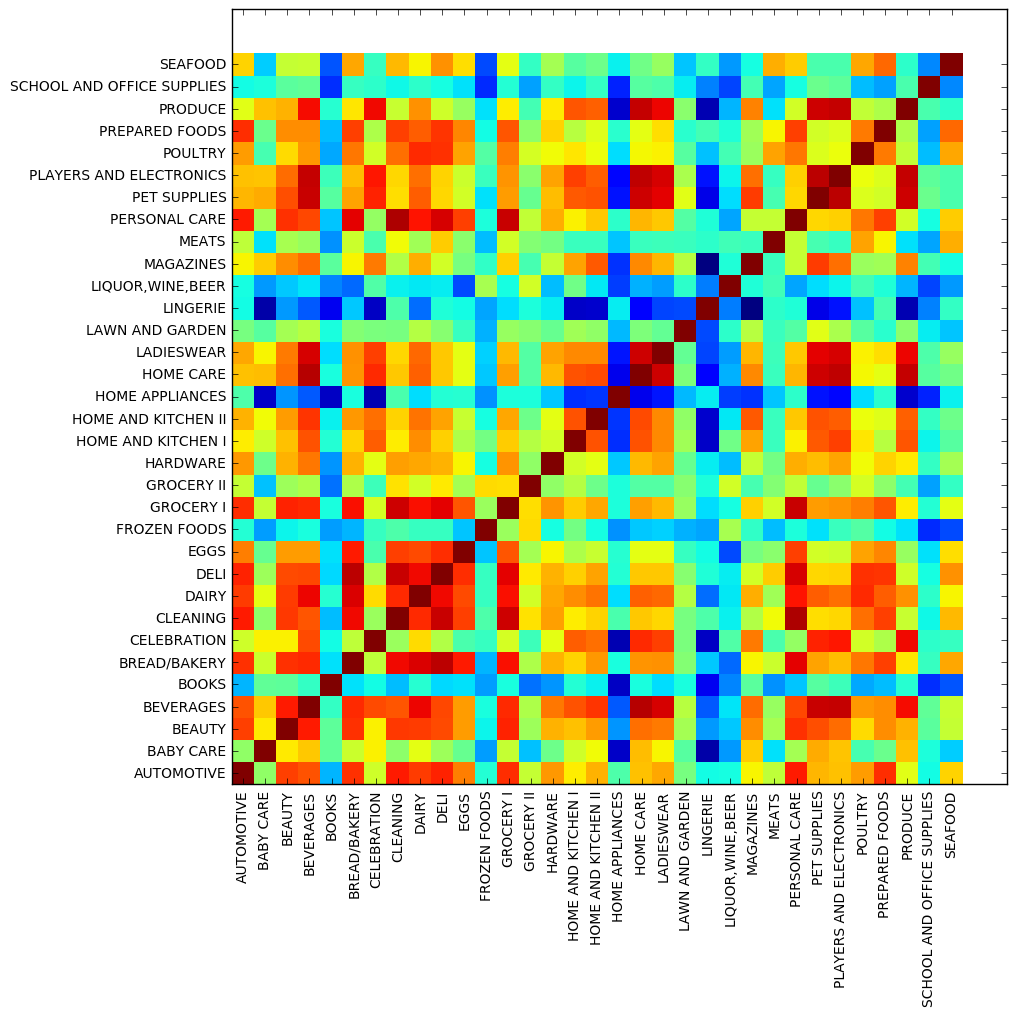 SEAFOOD
SCHOOL AND OFFICE SUPPLIES
PRODUCE
PREPARED FOODS
POULTRY
PLAYERS AND ELECTRONICS
PET SUPPLIES
PERSONAL CARE
MEATS
MAGAZINES
LIQUOR,WINE,BEER
LINGERIE
LAWN AND GARDEN
LADIESWEAR
HOME CARE
HOME APPLIANCES
HOME AND KITCHEN II
HOME AND KITCHEN I
HARDWARE
GROCERY II
GROCERY I
FROZEN FOODS
EGGS
DELI
DAIRY
CLEANING
CELEBRATION
BREAD/BAKERY
BOOKS
BEVERAGES
BEAUTY
BABY CARE
AUTOMOTIVE
AUTOMOTIVE
BABY CARE
BEAUTY
BEVERAGES
BOOKS
BREAD/BAKERY
CELEBRATION
CLEANING
DAIRY
DELI
EGGS
FROZEN FOODS
GROCERY I
GROCERY II
HARDWARE
HOME AND KITCHEN I
HOME AND KITCHEN II
HOME APPLIANCES
HOME CARE
LADIESWEAR
LAWN AND GARDEN
LINGERIE
LIQUOR,WINE,BEER
MAGAZINES
MEATS
PERSONAL CARE
PET SUPPLIES
PLAYERS AND ELECTRONICS
POULTRY
PREPARED FOODS
PRODUCE
SCHOOL AND OFFICE SUPPLIES
SEAFOOD